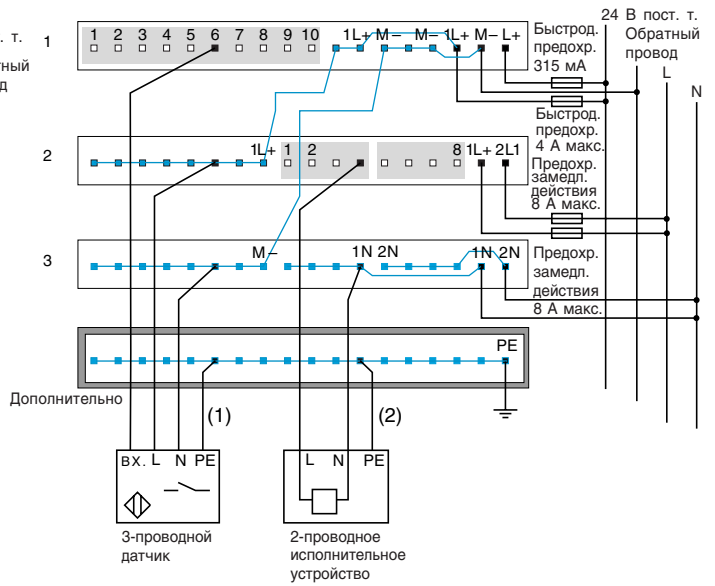 24 В пост. т.
Обратный
провод
L
N
. т.
тный
д
1
1 2 3 4 5 6 7 8 9 10 1L+ M– M–1L+ M– L+
Быстрод.
предохр.
315 мА
Быстрод.
предохр.
4 А макс.
2
1L+ 1 2 8 1L+ 2L1
Предохр.
замедл.
действия
8 А макс.
3
M– 1N 2N 1N 2N
Предохр.
замедл.
действия
8 А макс.
PE
Дополнительно
(1)
(2)
ВХ. L N PE
L N PE
3-проводной
датчик
2-проводное
исполнительное
устройство